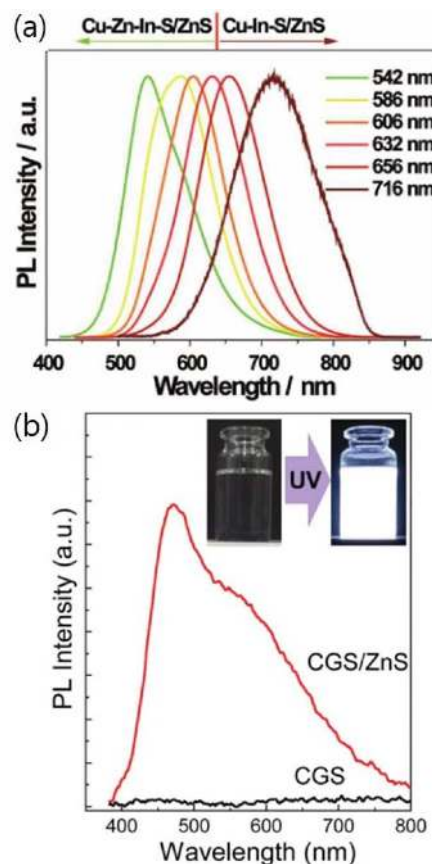 (a)
Cu-Zn-In-S/ZnS Cu-In-S/ZnS
542 nm
586 nm
606 nm
632 nm
656 nm
716 nm
PL Intensity / a.u.
400 500 600 700 800 900
Wavelength / nm
(b)
UV
PL Intensity (a.u.)
CGS/ZnS
CGS
400 500 600 700 800
Wavelength (nm)